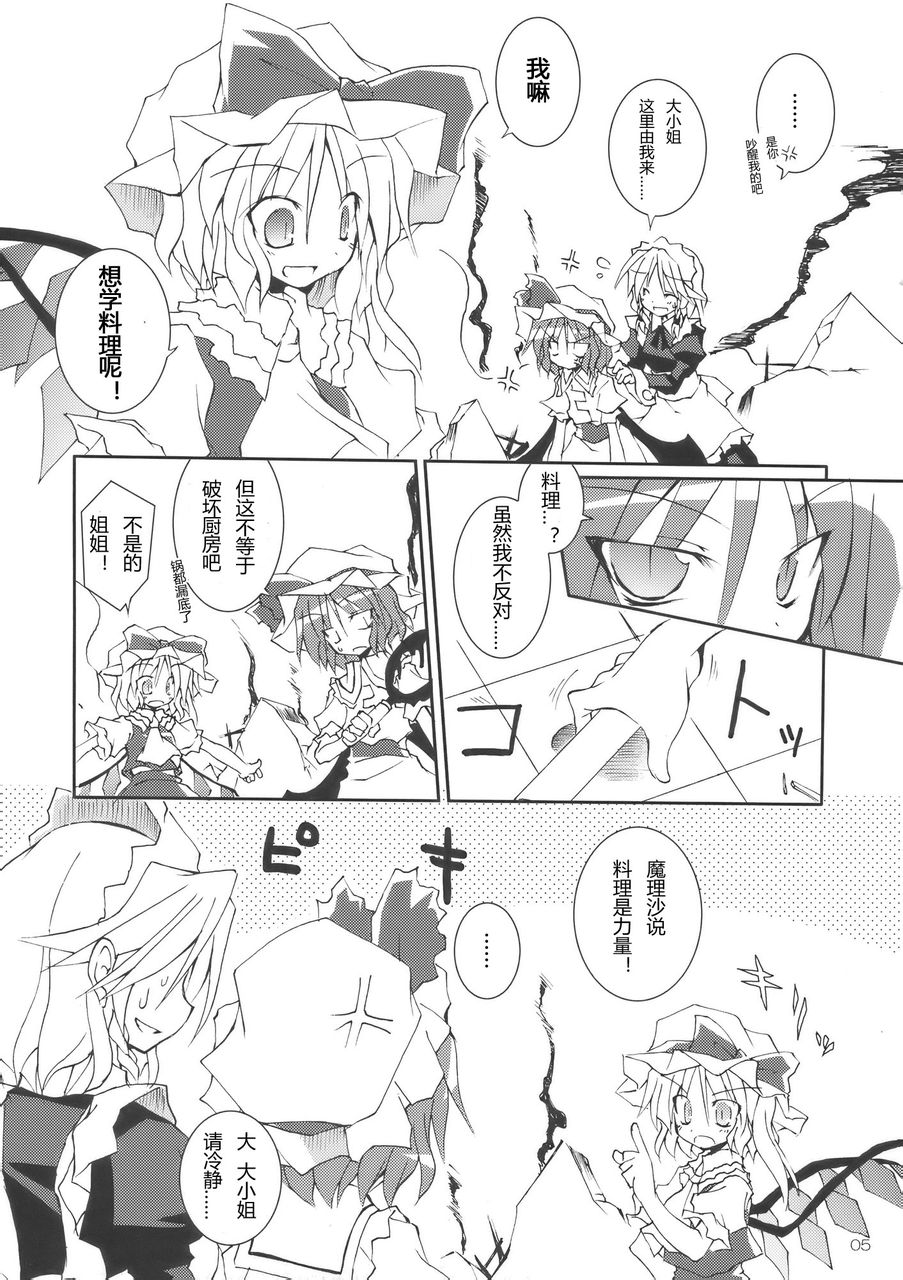 ……
是你
吵醒我的吧
大小姐
这里由我来……
我嘛
想学料理呢！
料理…？
虽然我不反对……
コトッ
但这不等于
破坏厨房吧
锅都漏底了
不是的
姐姐！
魔理沙说
料理是力量！
……
ピキ
大 大小姐
请冷静……
05